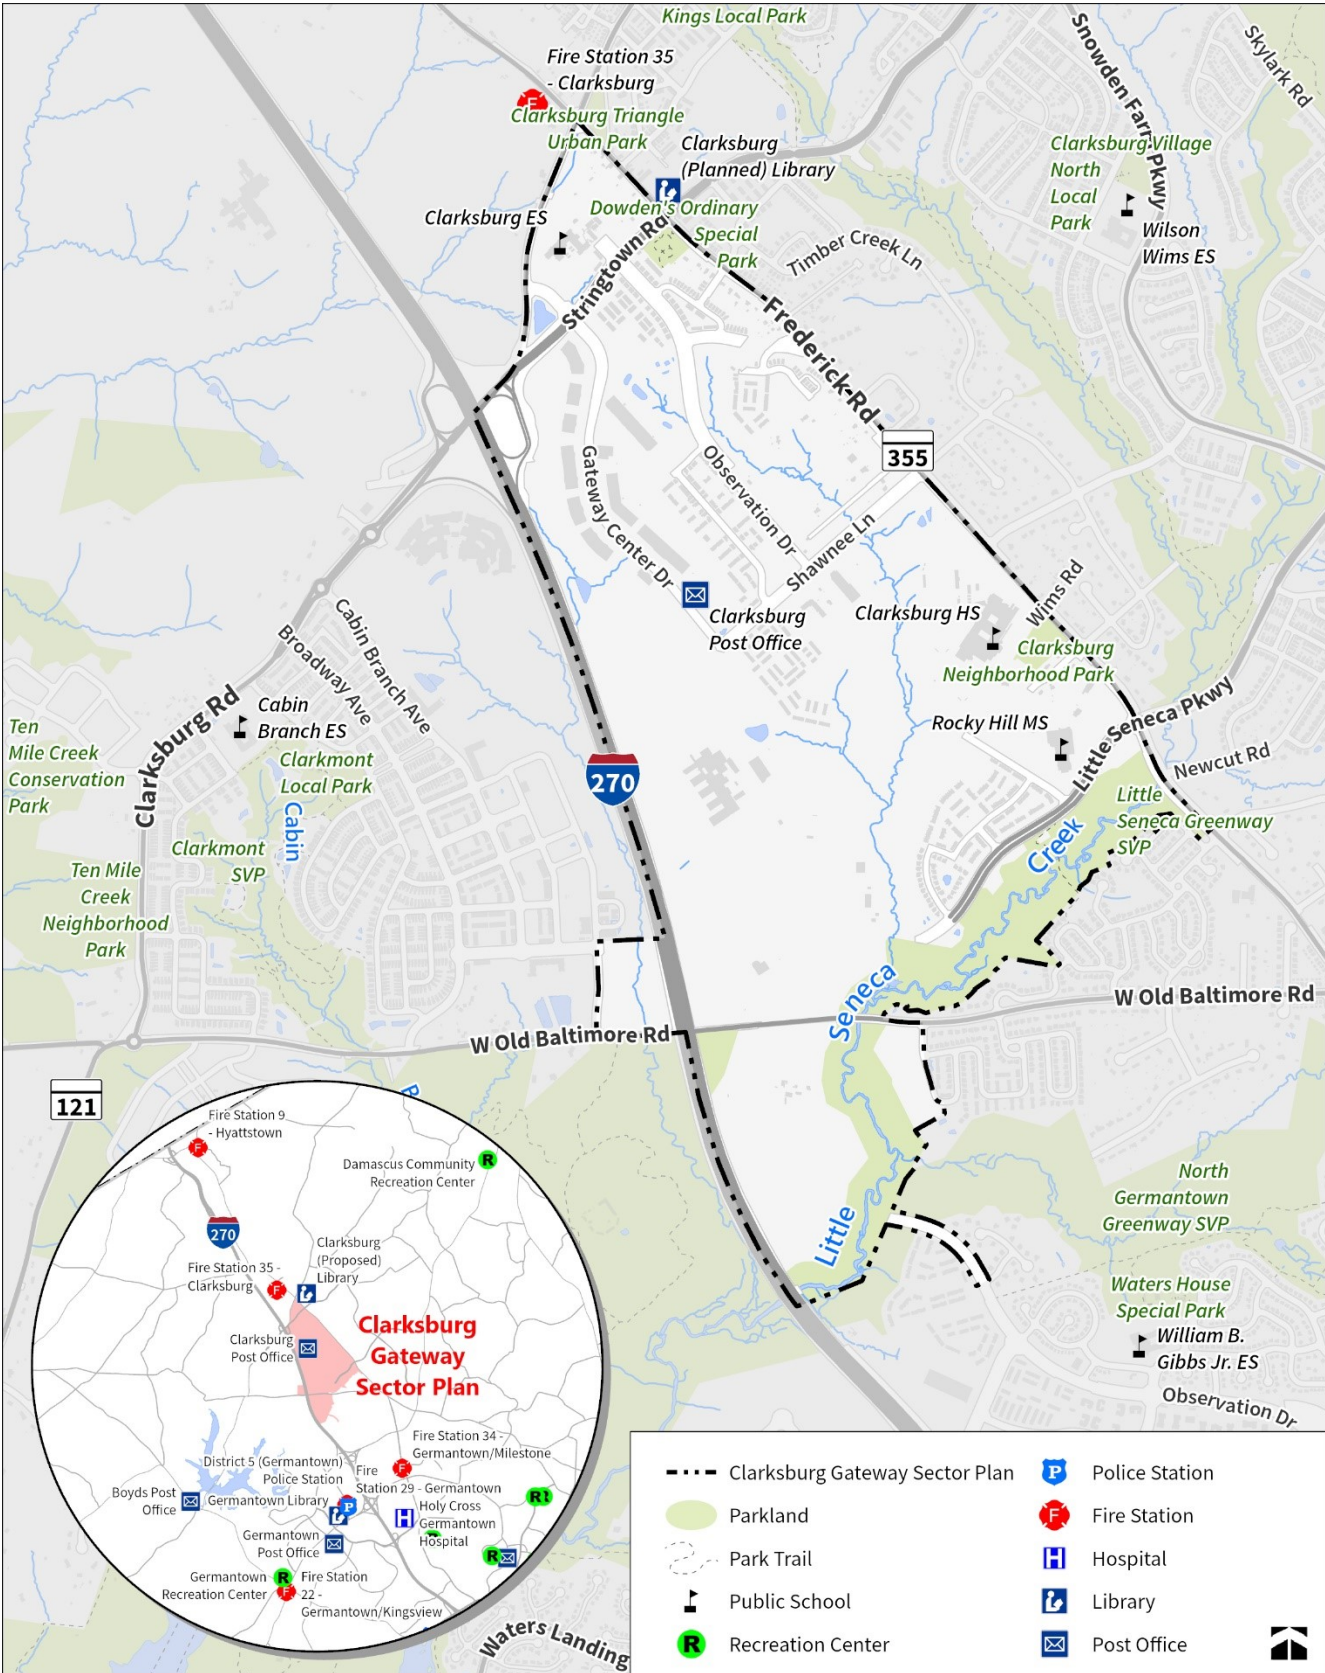 Kings Local Park
Snowden Farm Pkwy
Skylark Rd
Fire Station 35
- Clarksburg
F
Clarksburg Triangle
Urban Park
Clarksburg
(Planned) Library
Clarksburg Village
North
Local
Park
Wilson
Wims ES
Clarksburg ES
Dowden's Ordinary
Special
Park
Stringtown Rd
Timber Creek Ln
Frederick Rd
355
Gateway Center Dr
Observation Dr
Shawnee Ln
Clarksburg
Post Office
Clarksburg HS
Wims Rd
Clarksburg
Neighborhood Park
Cabin Branch Ave
Broadway Ave
Clarksburg Rd
Cabin
Branch ES
Ten
Mile Creek
Conservation
Park
Clarkmont
Local Park
Cabin
Clarkmont
SVP
Ten Mile
Creek
Neighborhood
Park
270
Rocky Hill MS
Little Seneca Pkwy
Newcut Rd
Little
Seneca Greenway
SVP
Creek
Seneca
Little
W Old Baltimore Rd
W Old Baltimore Rd
121
North
Germantown
Greenway SVP
Waters House
Special Park
William B.
Gibbs Jr. ES
Observation Dr
Waters Landing
Fire Station 9
- Hyattstown
F
Damascus Community
Recreation Center
R
270
Clarksburg
(Proposed)
Library
Fire Station 35 -
Clarksburg
F
Clarksburg
Post Office
Clarksburg
Gateway
Sector Plan
Fire Station 34 -
Germantown/Milestone
F
District 5 (Germantown)
Police Station
P
Fire
Station 29 - Germantown
Boyds Post
Office
Germantown Library
Holy Cross
Germantown
Hospital
H
Germantown
Post Office
R
R
Germantown
Recreation Center
R
F
Fire Station
22 -
Germantown/Kingsview
Clarksburg Gateway Sector Plan
Parkland
Park Trail
Public School
R
Recreation Center
P
Police Station
F
Fire Station
H
Hospital
Library
Post Office